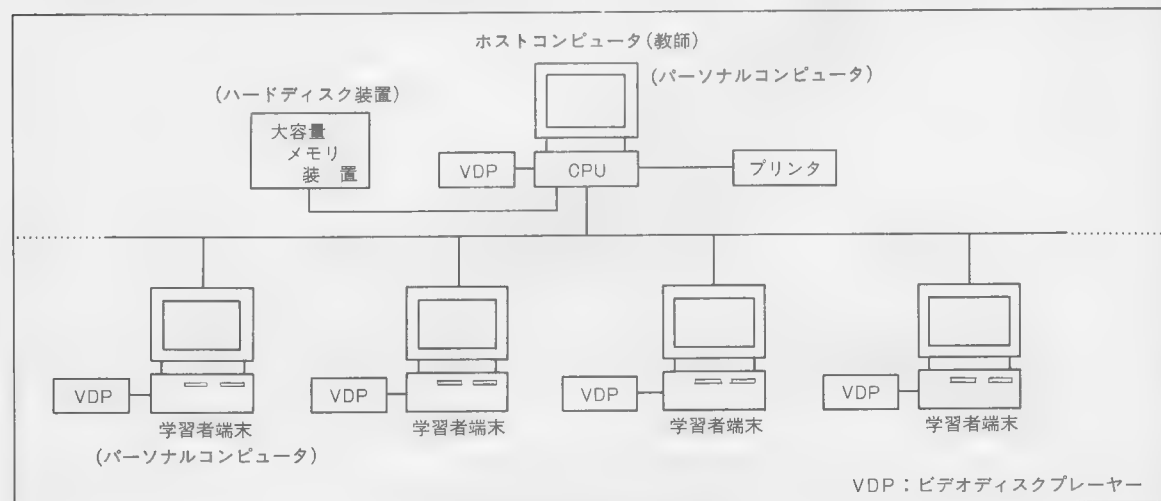 ホストコンピュータ(教師)
(パーソナルコンピュータ)
(ハードディスク装置)
大容量
メモリ
装 置
VDP
CPU
プリンタ
VDP
VDP
VDP
VDP
学習者端末
学習者端末
学習者端末
学習者端末
(パーソナルコンピュータ)
VDP:ビデオディスクプレーヤー